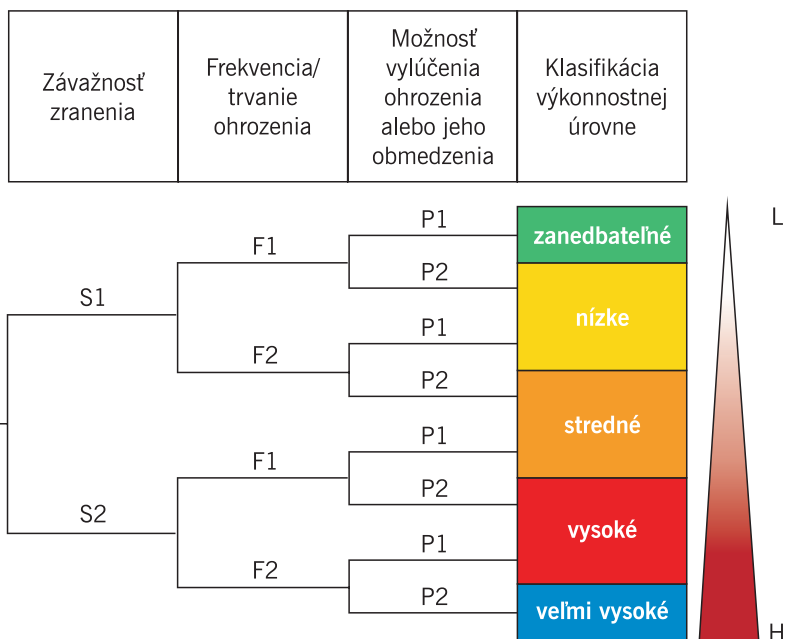 Závažnosť
zranenia
Frekvencia/
trvanie
ohrozenia
Možnosť
vylúčenia
ohrozenia
alebo jeho
obmedzenia
Klasifikácia
výkonnostnej
úrovne
S1
F1
P1
zanedbateľné
L
P2
nízke
F2
P1
P2
stredné
S2
F1
P1
P2
vysoké
F2
P1
P2
veľmi vysoké
H